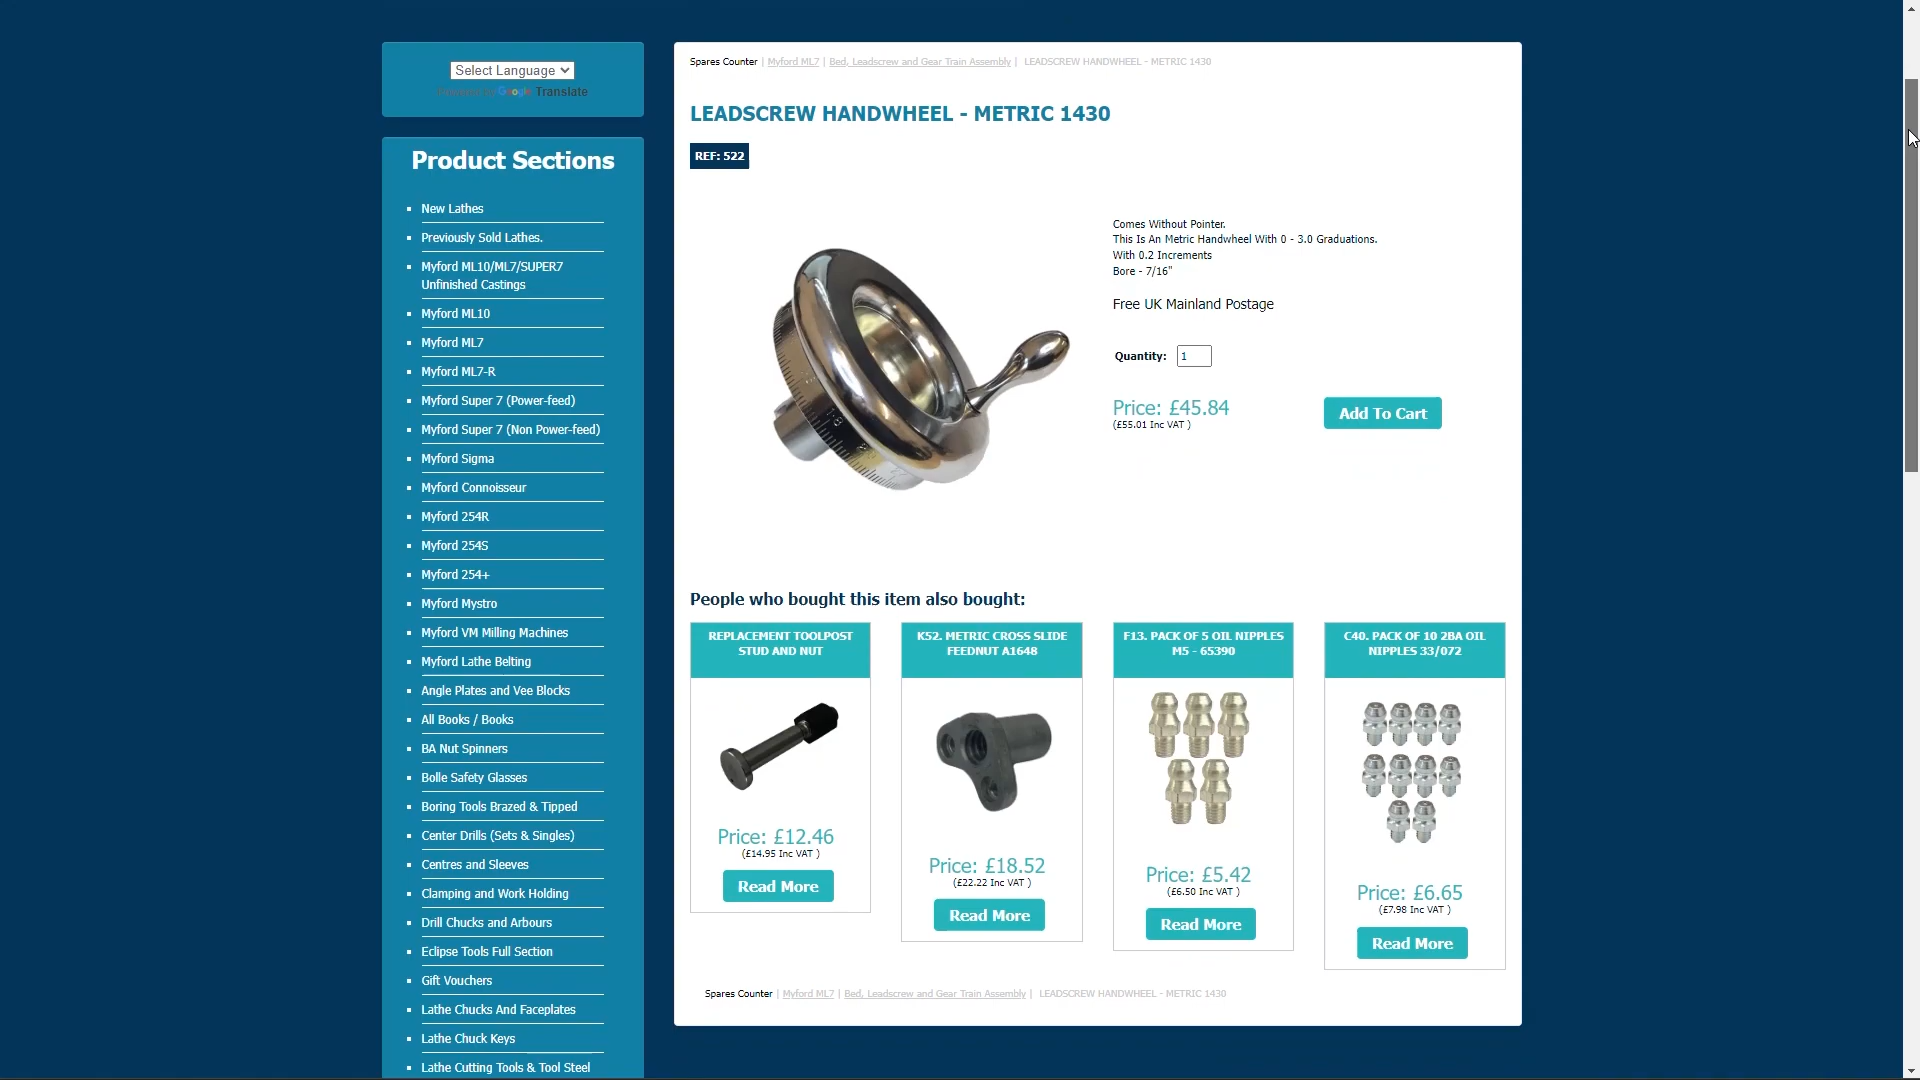 Select Language
Powered by Google Translate
Product Sections
New Lathes
Previously Sold Lathes.
Myford ML10/ML7/SUPER7
Unfinished Castings
Myford ML10
Myford ML7
Myford ML7-R
Myford Super 7 (Power-feed)
Myford Super 7 (Non Power-feed)
Myford Sigma
Myford Connoisseur
Myford 254R
Myford 254S
Myford 254+
Myford Mystro
Myford VM Milling Machines
Myford Lathe Belting
Angle Plates and Vee Blocks
All Books / Books
BA Nut Spinners
Bolle Safety Glasses
Boring Tools Brazed & Tipped
Center Drills (Sets & Singles)
Centres and Sleeves
Clamping and Work Holding
Drill Chucks and Arbours
Eclipse Tools Full Section
Gift Vouchers
Lathe Chucks And Faceplates
Lathe Chuck Keys
Lathe Cutting Tools & Tool Steel
Spares Counter | Myford ML7 | Bed, Leadscrew and Gear Train Assembly | LEADSCREW HANDWHEEL - METRIC 1430
LEADSCREW HANDWHEEL - METRIC 1430
REF: 522
Comes Without Pointer.
This Is An Metric Handwheel With 0 - 3.0 Graduations.
With 0.2 Increments
Bore - 7/16"
Free UK Mainland Postage
Quantity: 1
Price: £45.84
(£55.01 Inc VAT )
Add To Cart
People who bought this item also bought:
REPLACEMENT TOOLPOST
STUD AND NUT
Price: £12.46
(£14.95 Inc VAT )
Read More
K52. METRIC CROSS SLIDE
FEEDNUT A1648
Price: £18.52
(£22.22 Inc VAT )
Read More
F13. PACK OF 5 OIL NIPPLES
M5 - 65390
Price: £5.42
(£6.50 Inc VAT )
Read More
C40. PACK OF 10 2BA OIL
NIPPLES 33/072
Price: £6.65
(£7.98 Inc VAT )
Read More
Spares Counter | Myford ML7 | Bed, Leadscrew and Gear Train Assembly | LEADSCREW HANDWHEEL - METRIC 1430